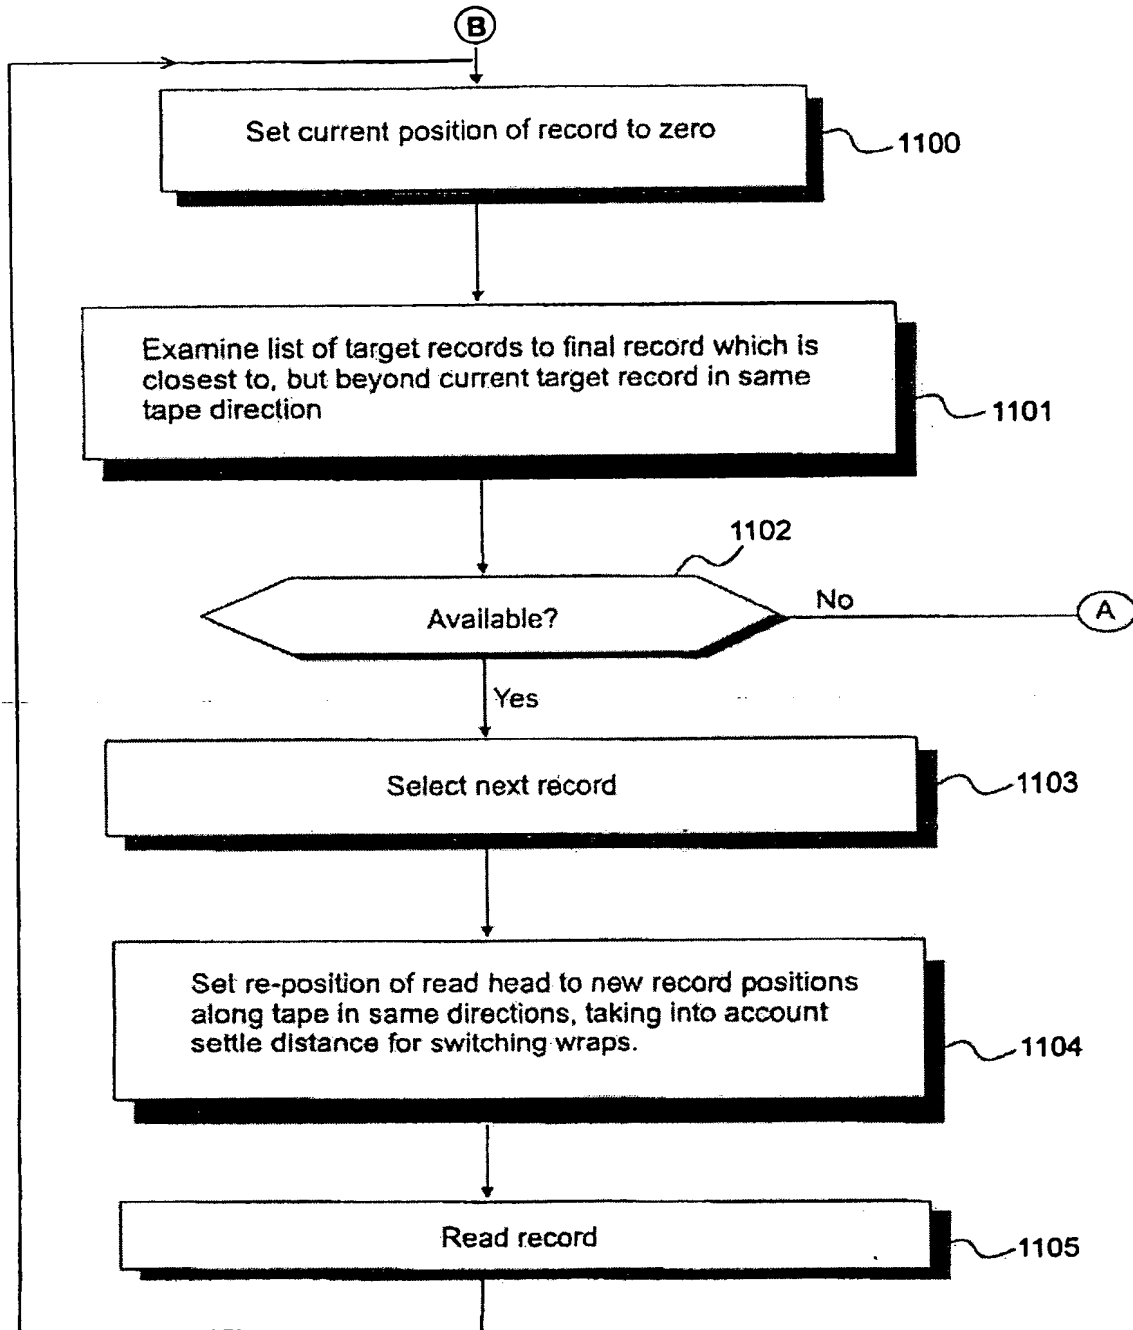 B
Set current position of record to zero
1100
Examine list of target records to final record which is
closest to, but beyond current target record in same
tape direction
1101
1102
Available?
No
A
Yes
Select next record
1103
Set re-position of read head to new record positions
along tape in same directions, taking into account
settle distance for switching wraps.
1104
Read record
1105